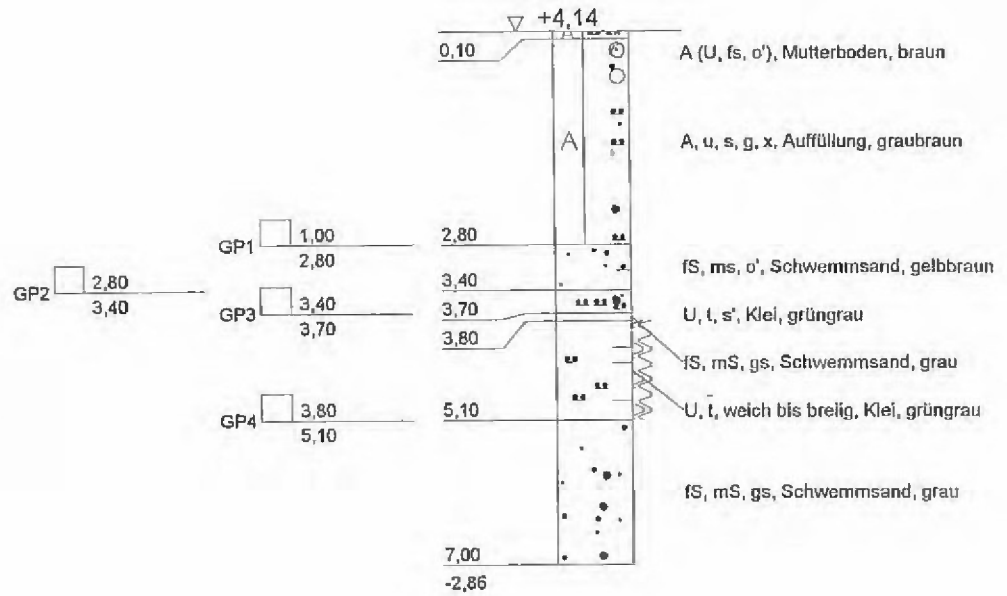 +4,14
0,10
A
A (U, fs, o'), Mutterboden, braun
A
A, u, s, g, x, Auffüllung, graubraun
GP1 1,00
2,80
2,80
fS, ms, o', Schwemmsand, gelbbraun
GP2 2,80
3,40
3,40
GP3 3,40
3,70
3,70
U, t, s', Klei, grüngrau
3,80
fS, mS, gs, Schwemmsand, grau
GP4 3,80
5,10
5,10
U, t̄, weich bis breiig, Klei, grüngrau
fS, mS, gs, Schwemmsand, grau
7,00
-2,86